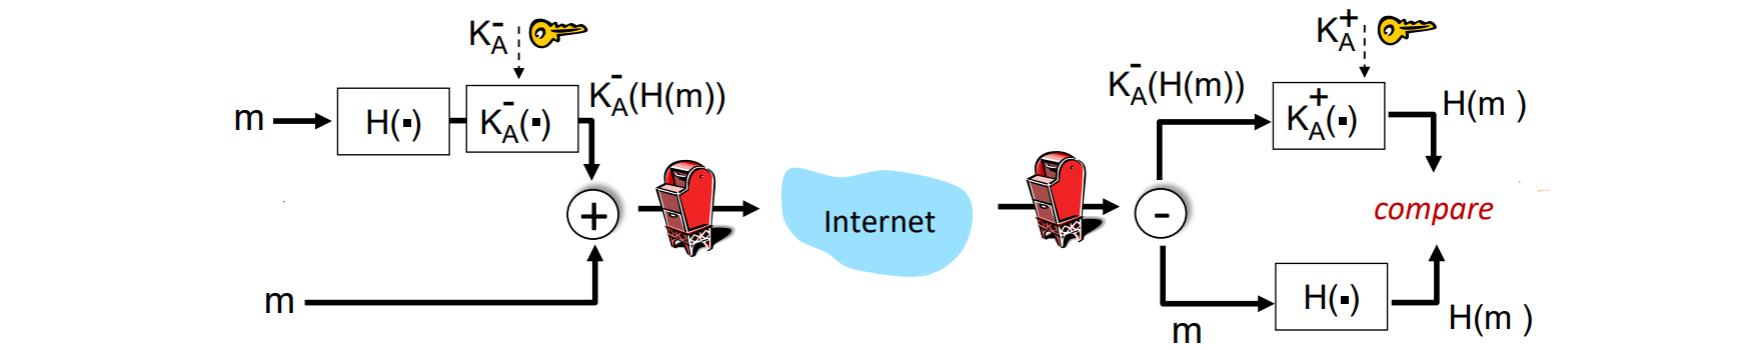 K⁻A
K⁻A(H(m))
m
H(▪)
K⁻A(▪)
+
m
Internet
K⁺A
K⁻A(H(m))
K⁺A(▪)
H(m )
-
compare
m
H(▪)
H(m )